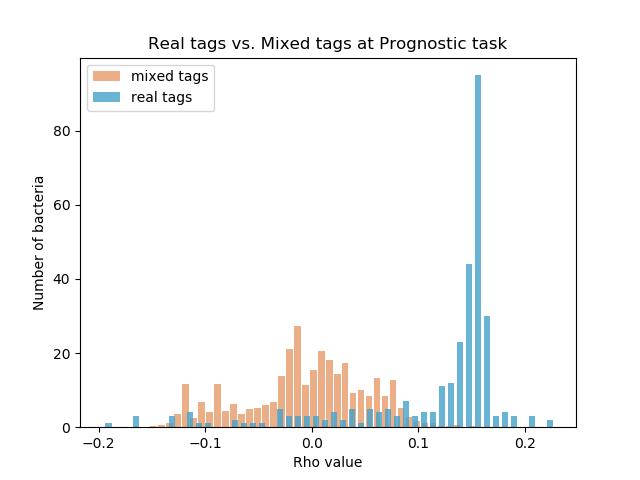 Real tags vs. Mixed tags at Prognostic task
mixed tags
real tags
Number of bacteria
80
60
40
20
0
−0.2
−0.1
0.0
0.1
0.2
Rho value